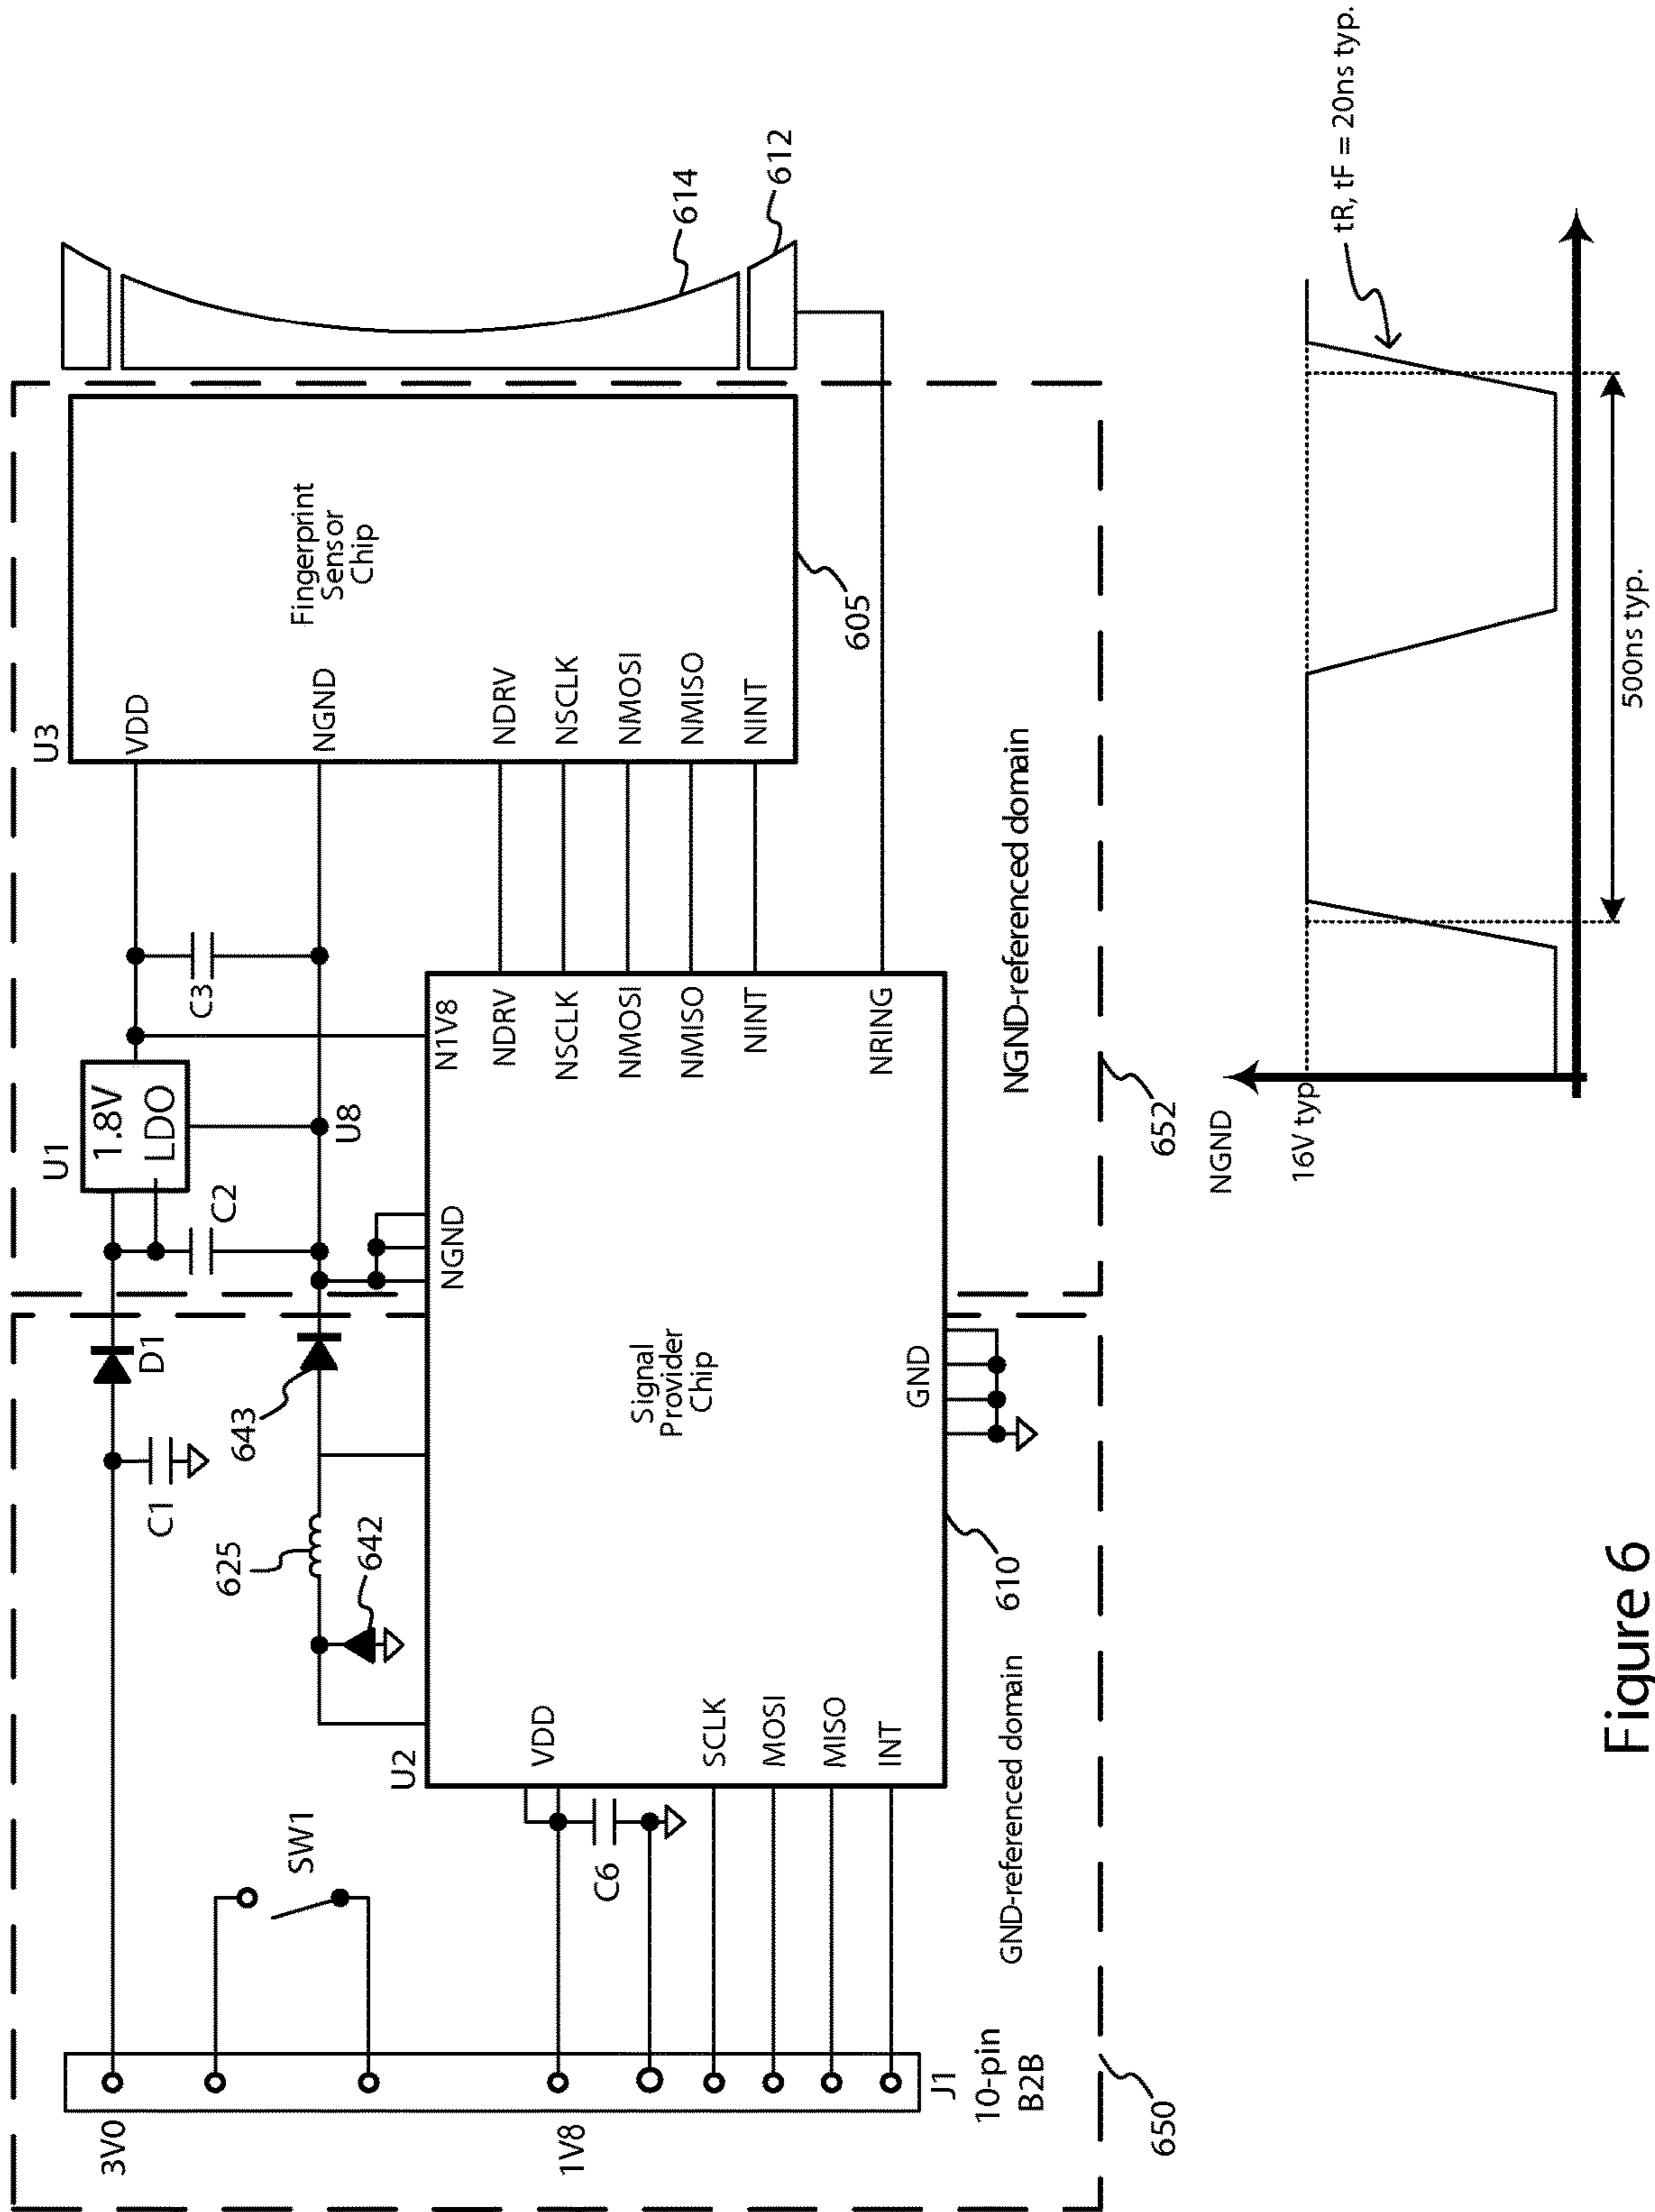 3V0
C1
D1
U1
1.8V
LDO
C2
C3
U8
U3
VDD
NGND
NDRV
NSCLK
NMOSI
NMISO
NINT
Fingerprint
Sensor
Chip
605
614
612
SW1
625
642
643
U2
VDD
SCLK
MOSI
MISO
INT
NGND
N1V8
NDRV
NSCLK
NMOSI
NMISO
NINT
NRING
Signal
Provider
Chip
GND
610
1V8
C6
J1
10-pin
B2B
GND-referenced domain
650
NGND-referenced domain
652
NGND
16V typ
tR, tF = 20ns typ.
500ns typ.
Figure 6